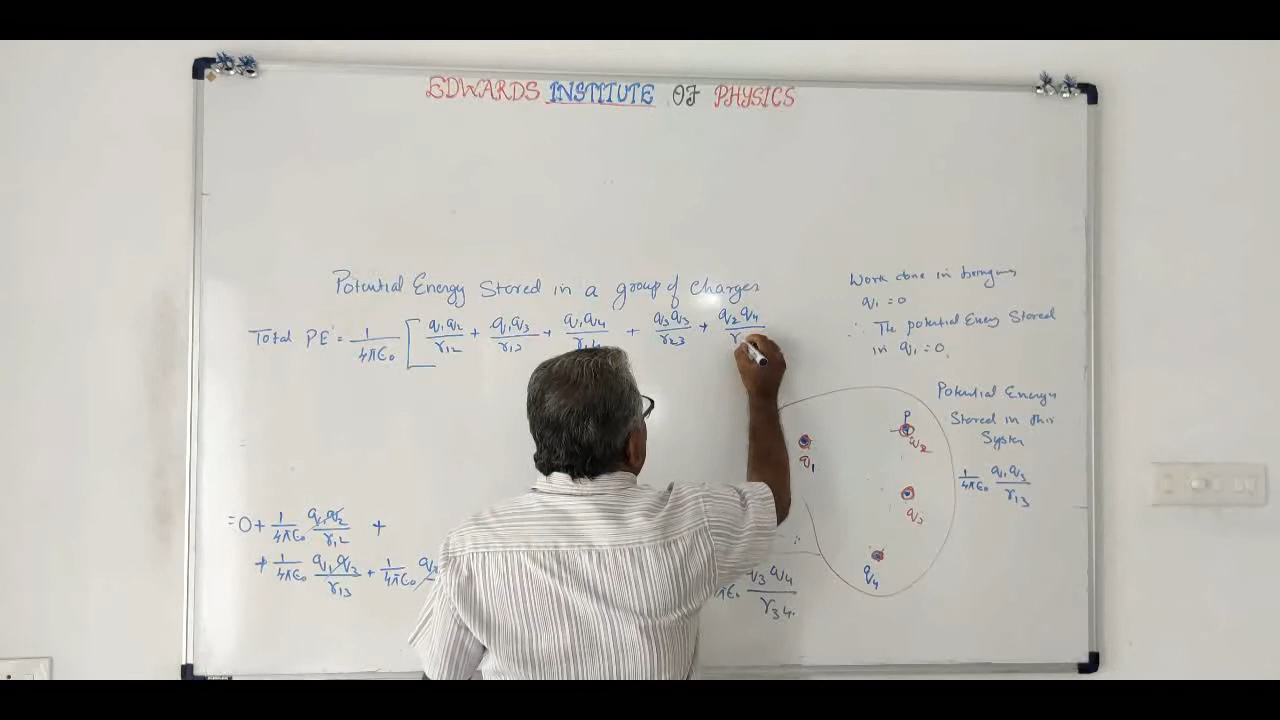 EDWARDS INSTITUTE OF PHYSICS
Potential Energy Stored in a group of charges
Total PE = 1/4πϵ₀ [ q₁q₂/r₁₂ + q₁q₃/r₁₃ + q₁q₄/r₁₄ + q₃q₃/r₂₃ + q₂q₄/r
Work done in bringing
q₁ = 0
∴ The potential Energy Stored
in q₁ = 0,
Potential Energy
Stored in this
System
1/4πϵ₀ q₁q₃/r₁₃
P
q₁
q₂
q₃
q₄
= 0 + 1/4πϵ₀ q₁q₂/r₁₂ +
+ 1/4πϵ₀ q₁q₃/r₁₃ + 1/4πϵ₀
πϵ₀ q₃q₄/r₃₄